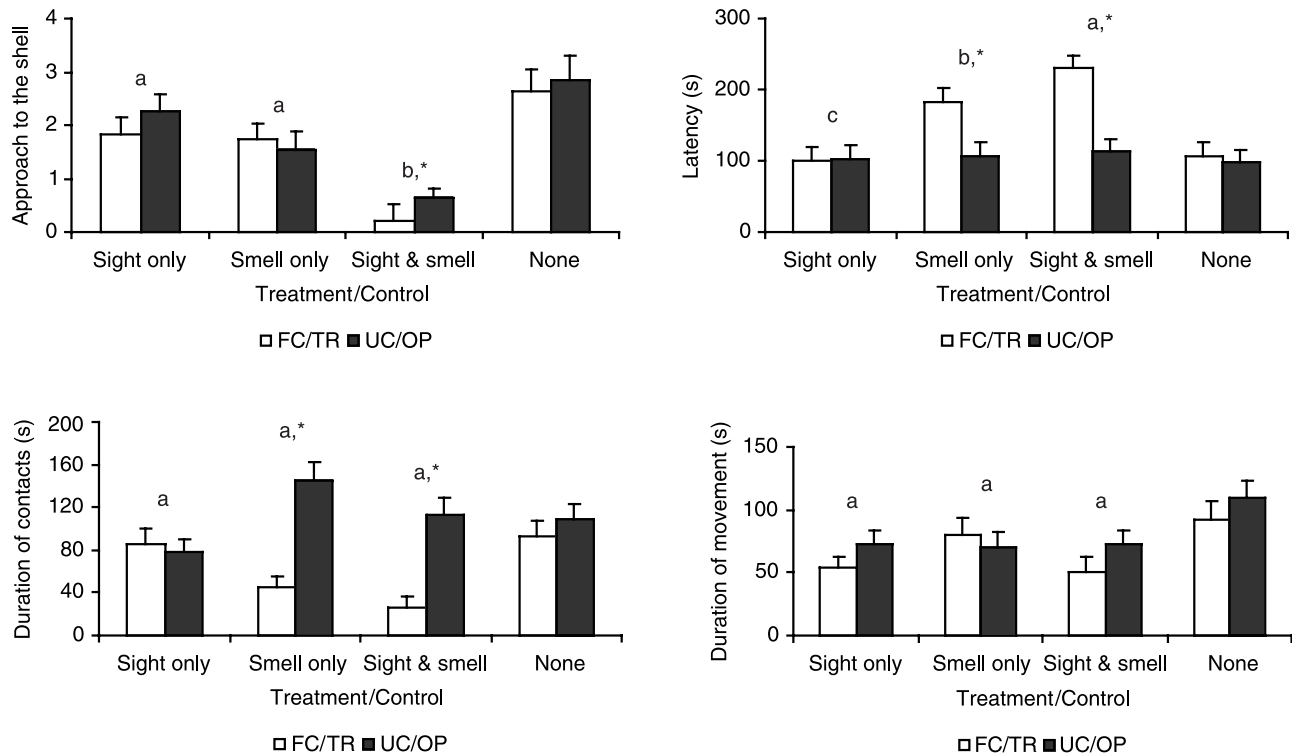 Approach to the shell
4
3
2
1
0
a
a
b,*
Sight only Smell only Sight & smell None
Treatment/Control
FC/TR UC/OP
Latency (s)
300
200
100
0
c
b,*
a,*
Sight only Smell only Sight & smell None
Treatment/Control
FC/TR UC/OP
Duration of contacts (s)
200
160
120
80
40
0
a
a,*
a,*
Sight only Smell only Sight & smell None
Treatment/Control
FC/TR UC/OP
Duration of movement (s)
150
100
50
0
a
a
a
Sight only Smell only Sight & smell None
Treatment/Control
FC/TR UC/OP